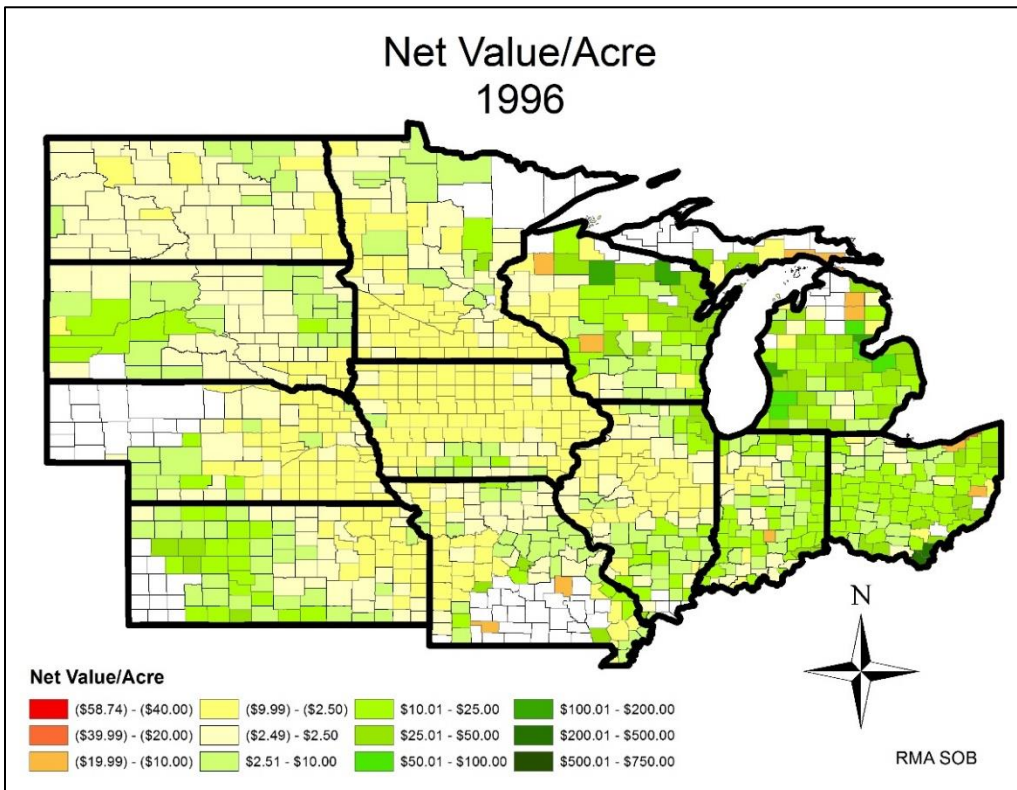 Net Value/Acre
1996
N
Net Value/Acre
($58.74) - ($40.00)
($39.99) - ($20.00)
($19.99) - ($10.00)
($9.99) - ($2.50)
($2.49) - $2.50
$2.51 - $10.00
$10.01 - $25.00
$25.01 - $50.00
$50.01 - $100.00
$100.01 - $200.00
$200.01 - $500.00
$500.01 - $750.00
RMA SOB